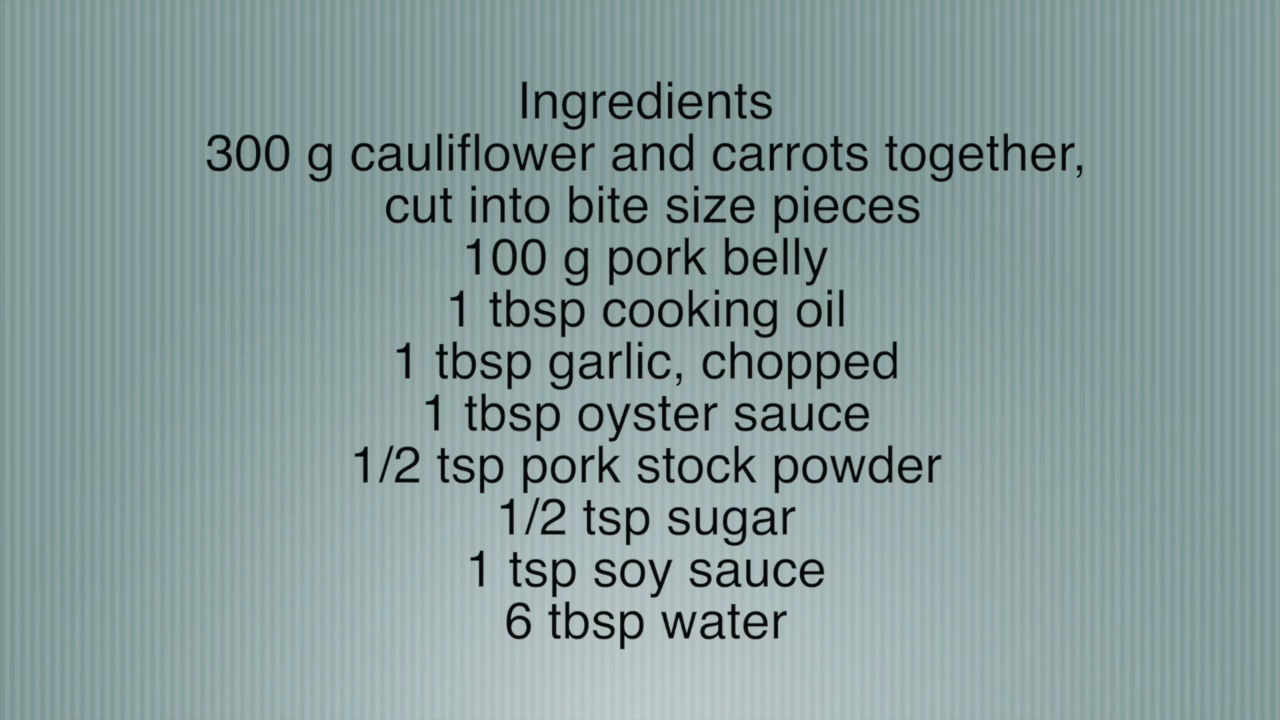 Ingredients
300 g cauliflower and carrots together,
cut into bite size pieces
100 g pork belly
1 tbsp cooking oil
1 tbsp garlic, chopped
1 tbsp oyster sauce
1/2 tsp pork stock powder
1/2 tsp sugar
1 tsp soy sauce
6 tbsp water